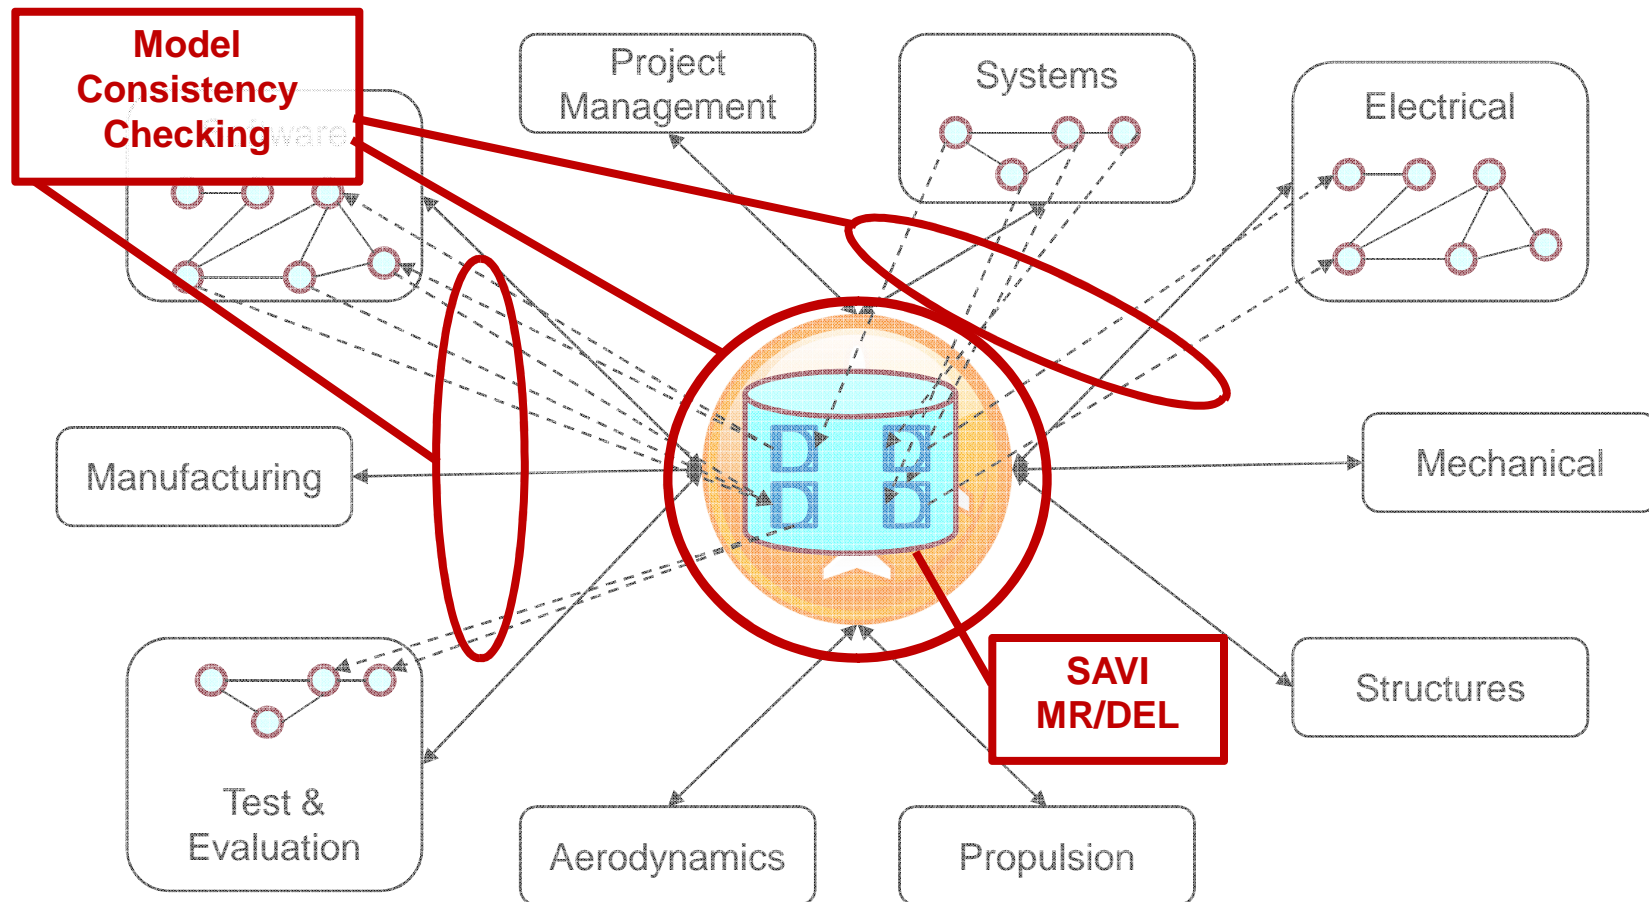 Model
Consistency
Checking
Project
Management
Systems
Electrical
Manufacturing
Mechanical
SAVI
MR/DEL
Structures
Test &
Evaluation
Aerodynamics
Propulsion